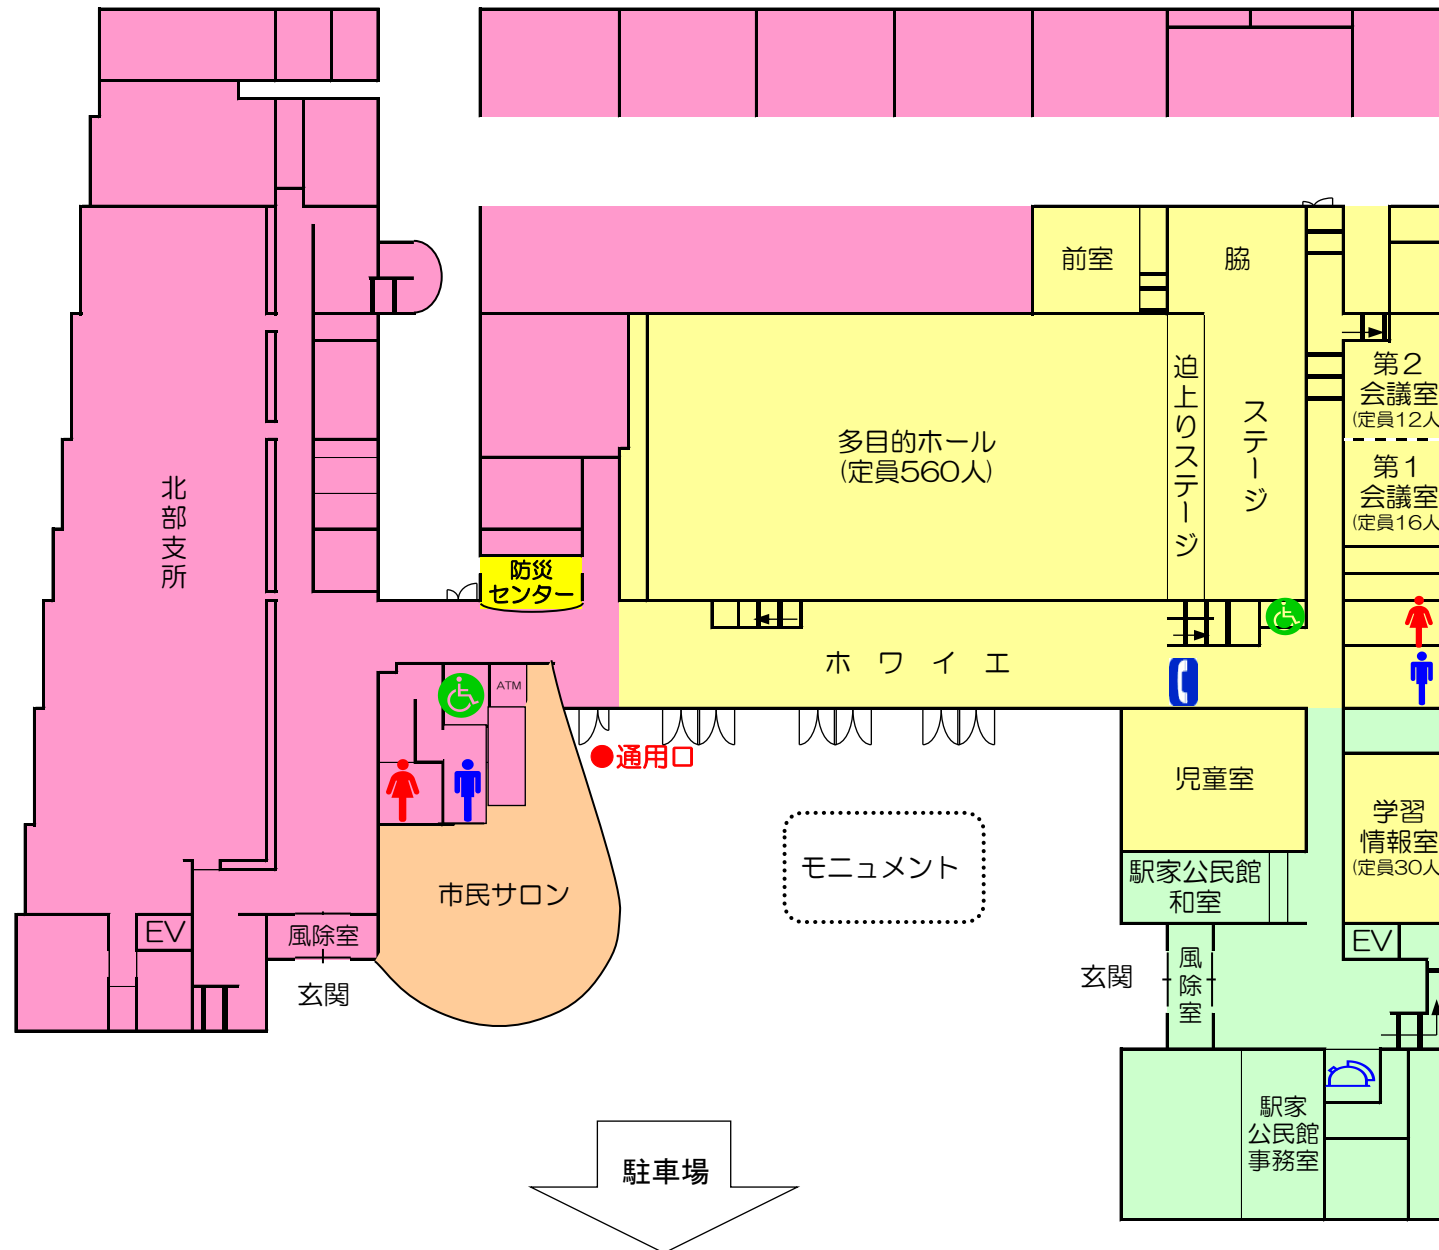 前室
脇
迫上りステージ
ステージ
第２
会議室
(定員12人
第１
会議室
(定員16人
多目的ホール
(定員560人)
北部支所
防災
センター
ホワイエ
ATM
●通用口
児童室
学習
情報室
(定員30人
モニュメント
駅家公民館
和室
市民サロン
EV
風除室
玄関
EV
風除室
玄関
駅家
公民館
事務室
駐車場